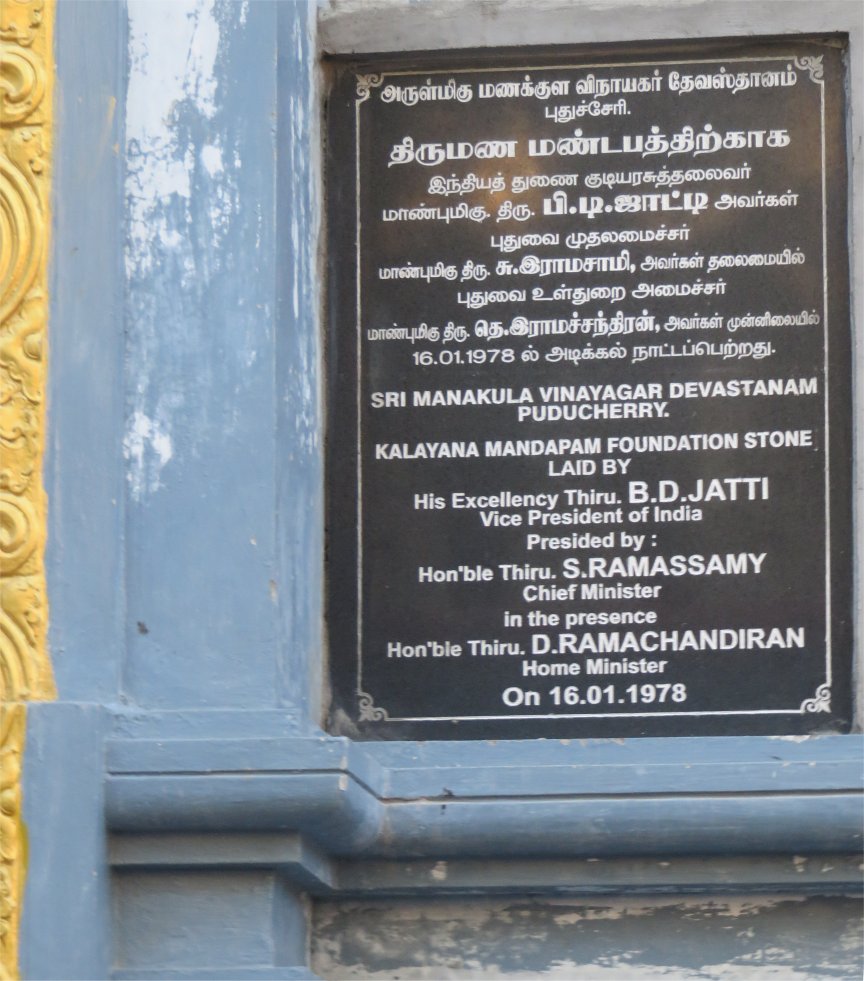 அருள்மிகு மணக்குள விநாயகர் தேவஸ்தானம்
புதுச்சேரி.
திருமண மண்டபத்திற்காக
இந்தியத் துணை குடியரசுத்தலைவர்
மாண்புமிகு. திரு. பி.டி.ஜாட்டி அவர்கள்
புதுவை முதலமைச்சர்
மாண்புமிகு திரு. சு.இராமசாமி, அவர்கள் தலைமையில்
புதுவை உள்துறை அமைச்சர்
மாண்புமிகு திரு. தெ.இராமச்சந்திரன், அவர்கள் முன்னிலையில்
16.01.1978 ல் அடிக்கல் நாட்டப்பெற்றது.
SRI MANAKULA VINAYAGAR DEVASTANAM
PUDUCHERRY.
KALAYANA MANDAPAM FOUNDATION STONE
LAID BY
His Excellency Thiru. B.D.JATTI
Vice President of India
Presided by :
Hon'ble Thiru. S.RAMASSAMY
Chief Minister
in the presence
Hon'ble Thiru. D.RAMACHANDIRAN
Home Minister
On 16.01.1978